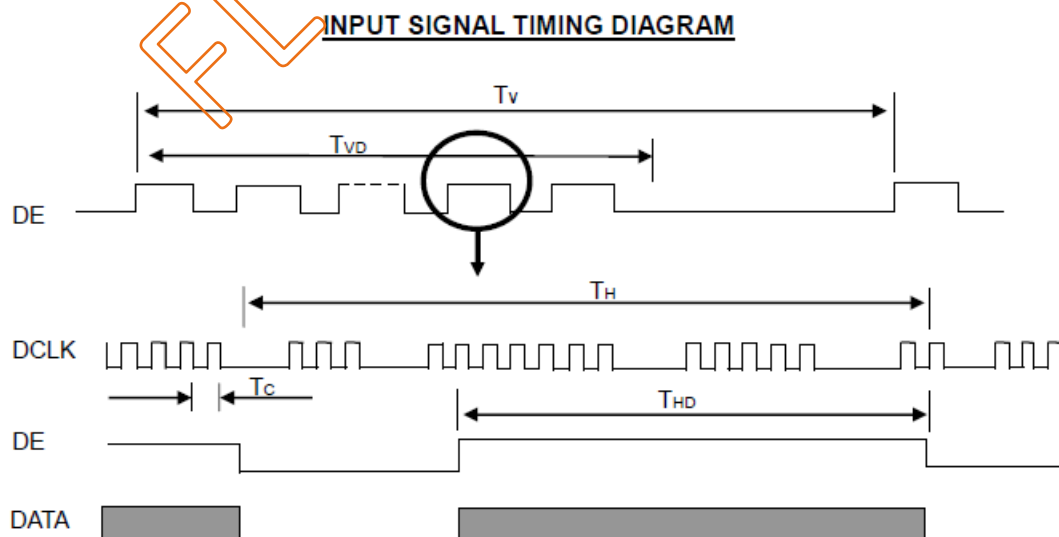 INPUT SIGNAL TIMING DIAGRAM
TV
TVD
DE
TH
DCLK
TC
THD
DE
DATA